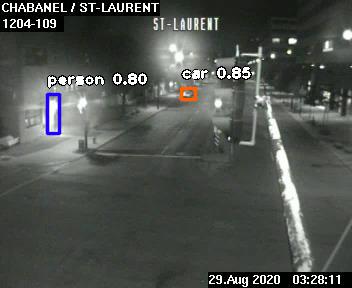 CHABANEL / ST-LAURENT
1204-109
ST-LAURENT
person 0.80
car 0.85
29.Aug 2020 03:28:11